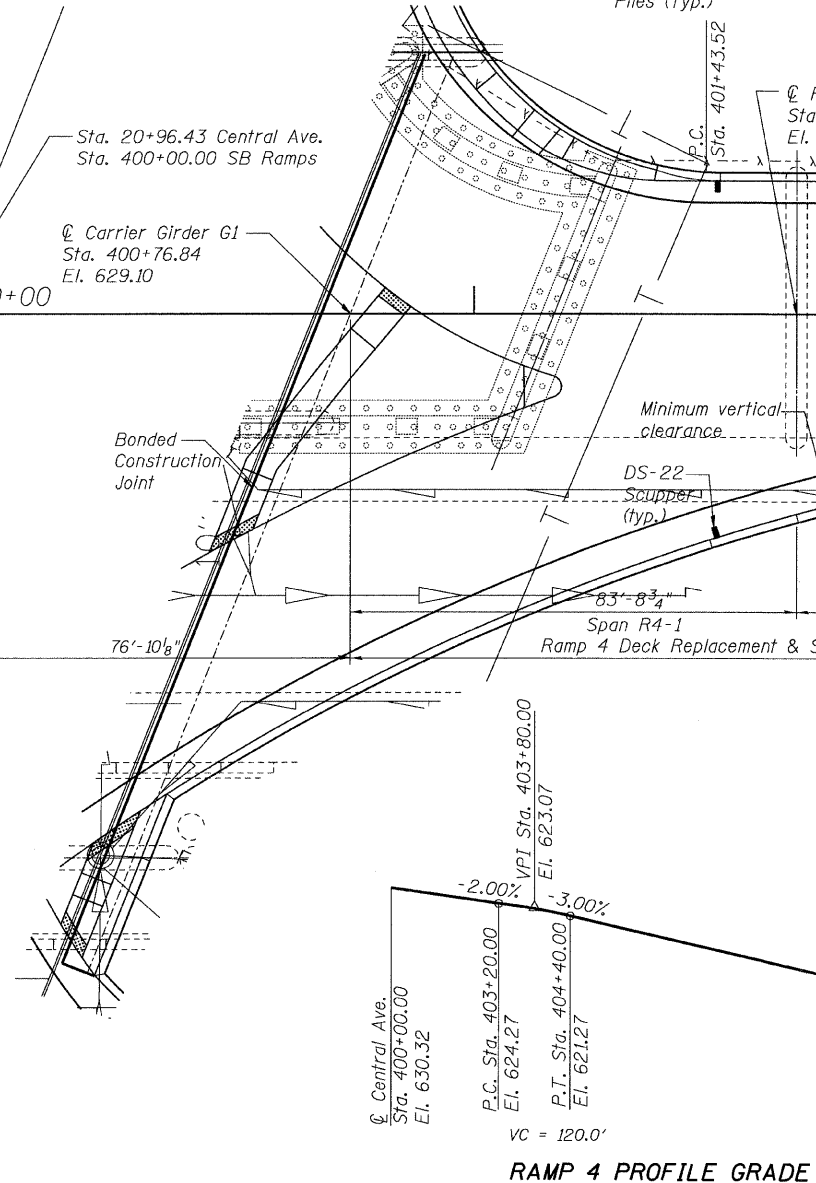 Piles (typ.)
P.C.
Sta. 401+43.52
℄
Sta
El.
Sta. 20+96.43 Central Ave.
Sta. 400+00.00 SB Ramps
℄ Carrier Girder G1
Sta. 400+76.84
El. 629.10
+00
T
T
Minimum vertical
clearance
Bonded
Construction
Joint
DS-22
Scupper
(typ.)
83'-8¾"
Span R4-1
76'-10⅛"
Ramp 4 Deck Replacement & S
VPI Sta. 403+80.00
El. 623.07
-2.00%
-3.00%
℄ Central Ave.
Sta. 400+00.00
El. 630.32
P.C. Sta. 403+20.00
El. 624.27
P.T. Sta. 404+40.00
El. 621.27
VC = 120.0'
RAMP 4 PROFILE GRADE